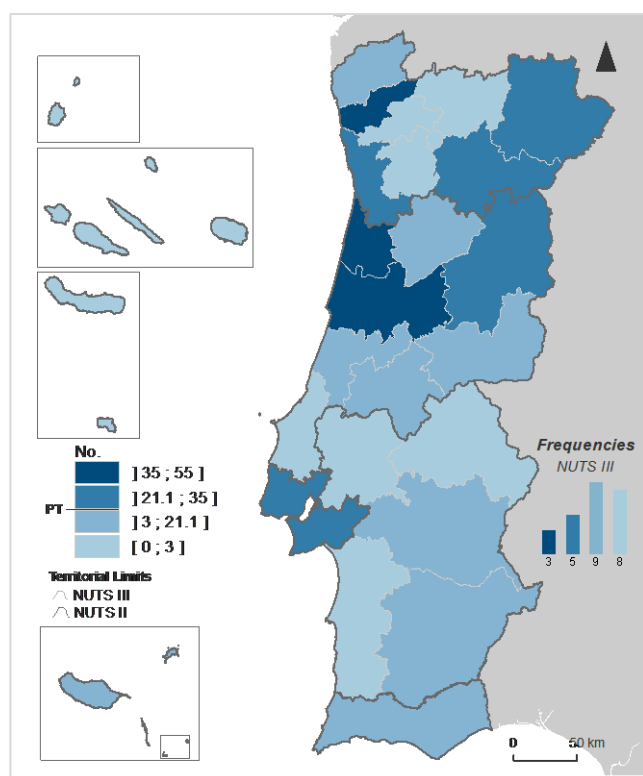 No.
] 35 ; 55 ]
] 21.1 ; 35 ]
PT
] 3 ; 21.1 ]
[ 0 ; 3 ]
Territorial Limits
NUTS III
NUTS II
Frequencies
NUTS III
3 5 9 8
0 50 km